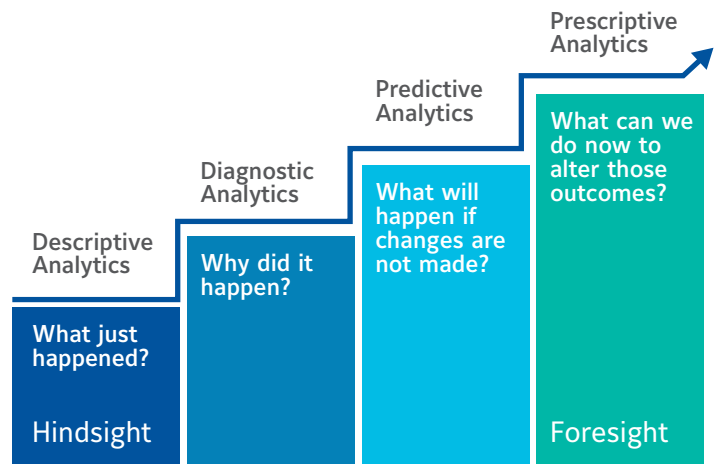 Descriptive
Analytics
What just
happened?
Hindsight
Diagnostic
Analytics
Why did it
happen?
Predictive
Analytics
What will
happen if
changes are
not made?
Prescriptive
Analytics
What can we
do now to
alter those
outcomes?
Foresight